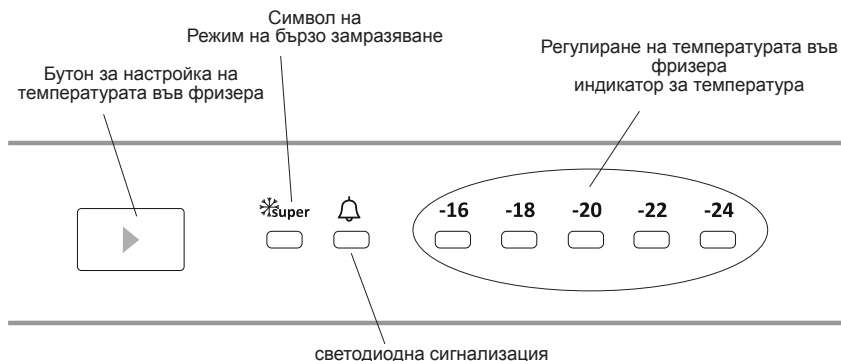 Символ на
Режим на бързо замразяване
Регулиране на температурата във
фризера
индикатор за температура
Бутон за настройка на
температурата във фризера
super
-16 -18 -20 -22 -24
светодиодна сигнализация